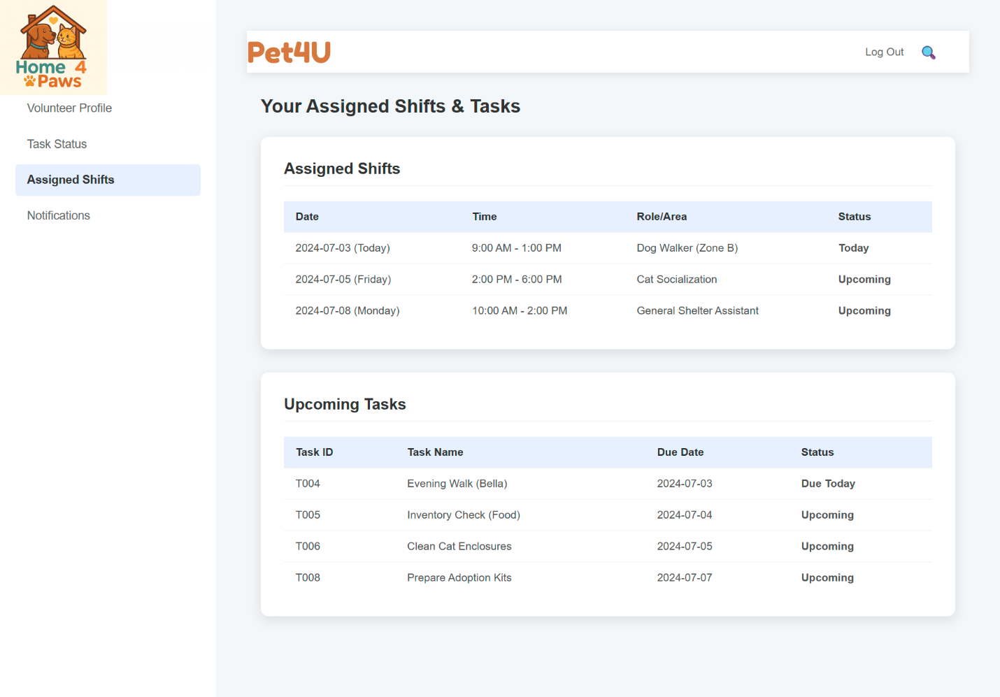 Home 4
Paws
Volunteer Profile
Task Status
Assigned Shifts
Notifications
Pet4U
Log Out
Your Assigned Shifts & Tasks
Assigned Shifts
Date Time Role/Area Status
2024-07-03 (Today) 9:00 AM - 1:00 PM Dog Walker (Zone B) Today
2024-07-05 (Friday) 2:00 PM - 6:00 PM Cat Socialization Upcoming
2024-07-08 (Monday) 10:00 AM - 2:00 PM General Shelter Assistant Upcoming
Upcoming Tasks
Task ID Task Name Due Date Status
T004 Evening Walk (Bella) 2024-07-03 Due Today
T005 Inventory Check (Food) 2024-07-04 Upcoming
T006 Clean Cat Enclosures 2024-07-05 Upcoming
T008 Prepare Adoption Kits 2024-07-07 Upcoming